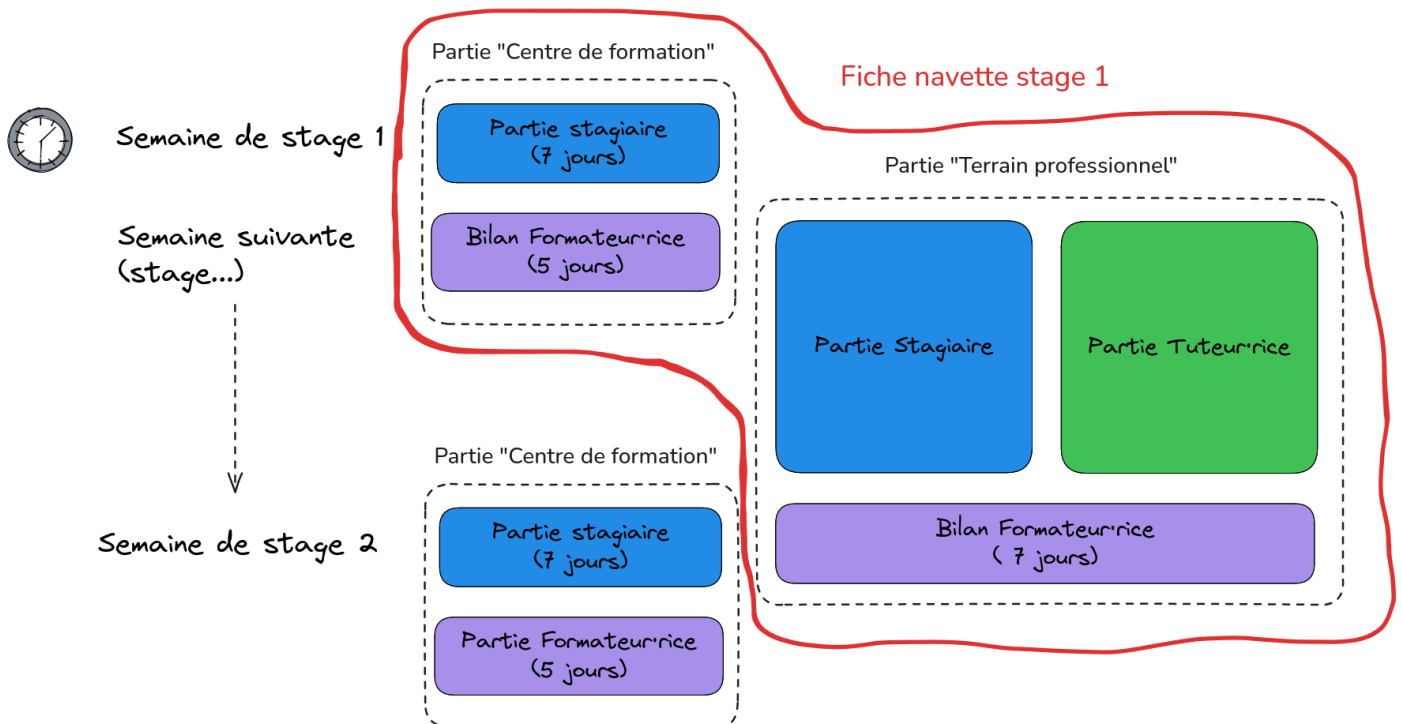 Partie "Centre de formation"
Fiche navette stage 1
Semaine de stage 1
Partie stagiaire
(7 jours)
Partie "Terrain professionnel"
Semaine suivante
(stage...)
Bilan Formateur·rice
(5 jours)
Partie Stagiaire
Partie Tuteur·rice
Partie "Centre de formation"
Semaine de stage 2
Partie stagiaire
(7 jours)
Bilan Formateur·rice
( 7 jours)
Partie Formateur·rice
(5 jours)